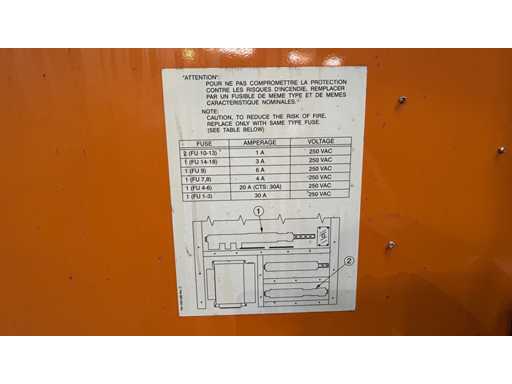 "ATTENTION":
POUR NE PAS COMPROMETTRE LA PROTECTION
CONTRE LES RISQUES D'INCENDIE, REMPLACER
PAR UN FUSIBLE DE MEME TYPE ET DE MEMES
CARACTERISTIQUE NOMINALES."
NOTE:
CAUTION, TO REDUCE THE RISK OF FIRE,
REPLACE ONLY WITH SAME TYPE FUSE.
(SEE TABLE BELOW)
FUSE AMPERAGE VOLTAGE
2 (FU 10-13) 1 A 250 VAC
1 (FU 14-18) 3 A 250 VAC
1 (FU 9) 6 A 250 VAC
1 (FU 7,8) 4 A 250 VAC
1 (FU 4-6) 20 A (CTS: 30A) 250 VAC
1 (FU 1-3) 30 A 250 VAC
1
2